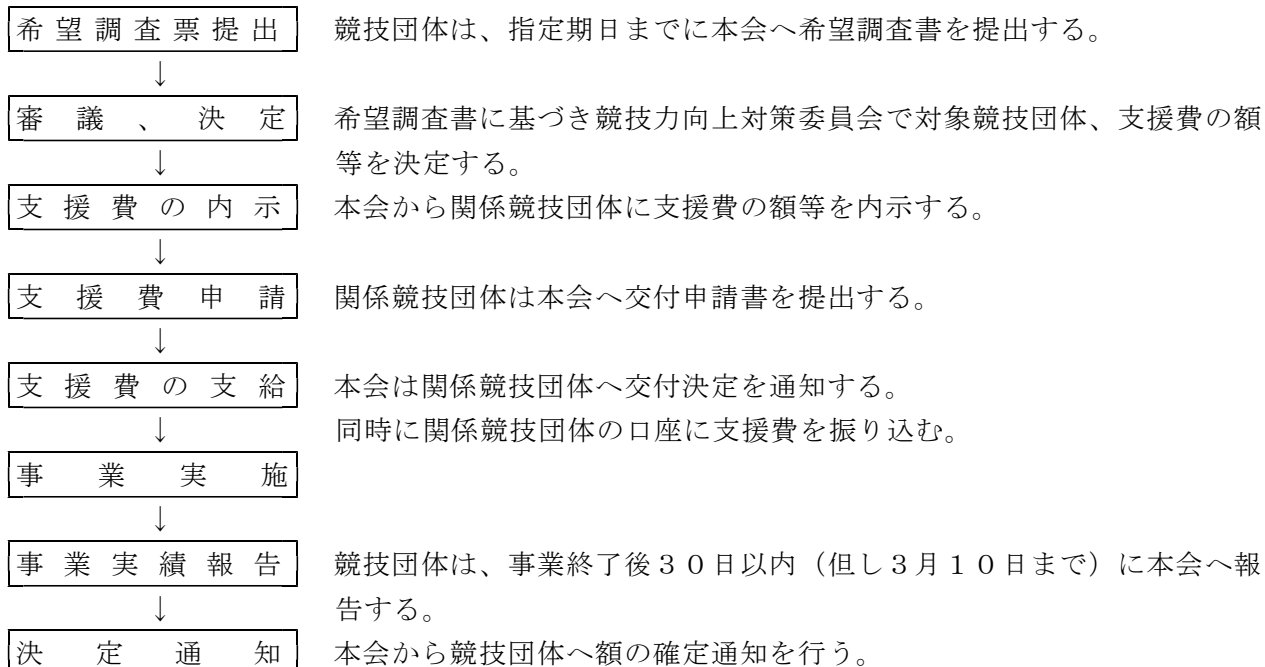 希望調査票提出　競技団体は、指定期日までに本会へ希望調査書を提出する。
↓
審議、決定　希望調査書に基づき競技力向上対策委員会で対象競技団体、支援費の額
↓　等を決定する。
支援費の内示　本会から関係競技団体に支援費の額等を内示する。
↓
支援費申請　関係競技団体は本会へ交付申請書を提出する。
↓
支援費の支給　本会は関係競技団体へ交付決定を通知する。
↓　同時に関係競技団体の口座に支援費を振り込む。
事業実施
↓
事業実績報告　競技団体は、事業終了後３０日以内（但し３月１０日まで）に本会へ報
↓　告する。
決定通知　本会から競技団体へ額の確定通知を行う。